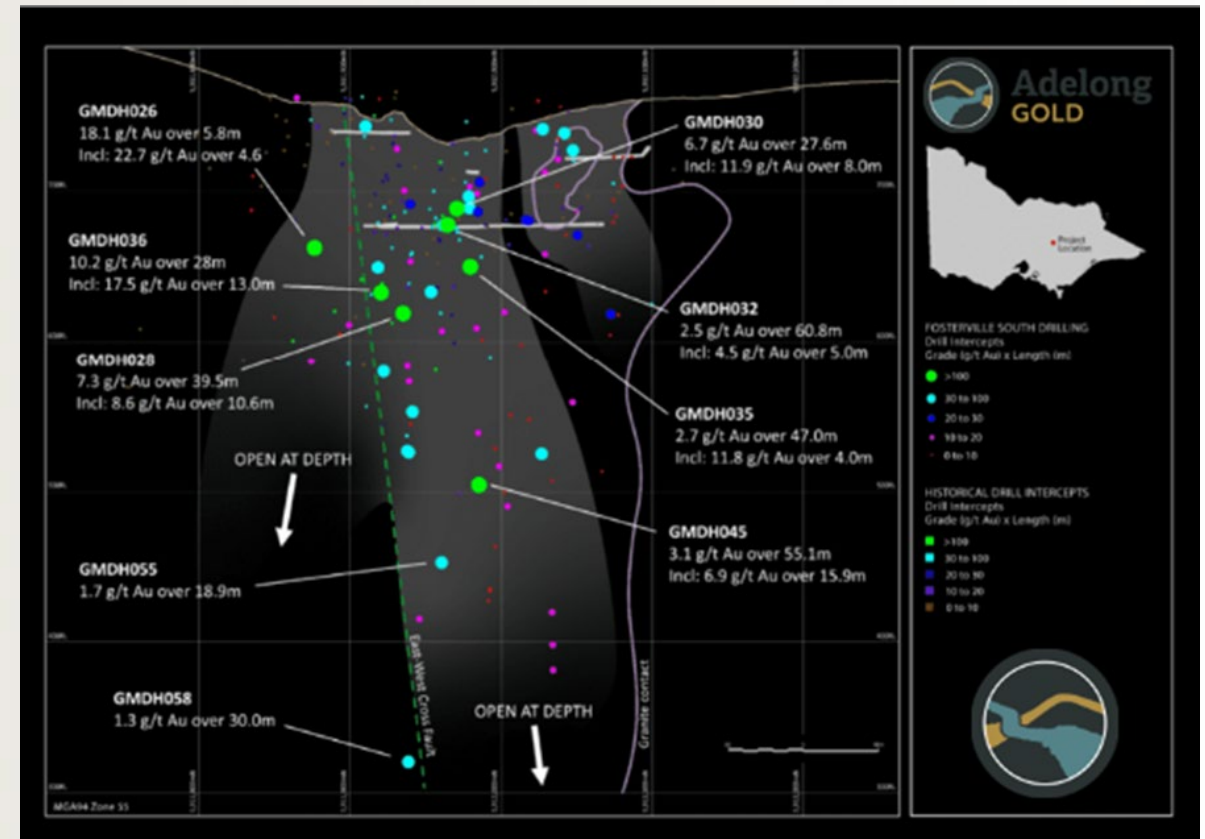 GMDH026
18.1 g/t Au over 5.8m
Incl: 22.7 g/t Au over 4.6
GMDH036
10.2 g/t Au over 28m
Incl: 17.5 g/t Au over 13.0m
GMDH028
7.3 g/t Au over 39.5m
Incl: 8.6 g/t Au over 10.6m
OPEN AT DEPTH
GMDH055
1.7 g/t Au over 18.9m
GMDH058
1.3 g/t Au over 30.0m
MGA94 Zone 55
East-West Cross Fault
OPEN AT DEPTH
Granite contact
GMDH030
6.7 g/t Au over 27.6m
Incl: 11.9 g/t Au over 8.0m
GMDH032
2.5 g/t Au over 60.8m
Incl: 4.5 g/t Au over 5.0m
GMDH035
2.7 g/t Au over 47.0m
Incl: 11.8 g/t Au over 4.0m
GMDH045
3.1 g/t Au over 55.1m
Incl: 6.9 g/t Au over 15.9m
Adelong
GOLD
Project
Location
FOSTERVILLE SOUTH DRILLING
Drill Intercepts
Grade (g/t Au) x Length (m)
>100
30 to 100
20 to 30
10 to 20
0 to 10
HISTORICAL DRILL INTERCEPTS
Drill Intercepts
Grade (g/t Au) x Length (m)
>100
30 to 100
20 to 30
10 to 20
0 to 10